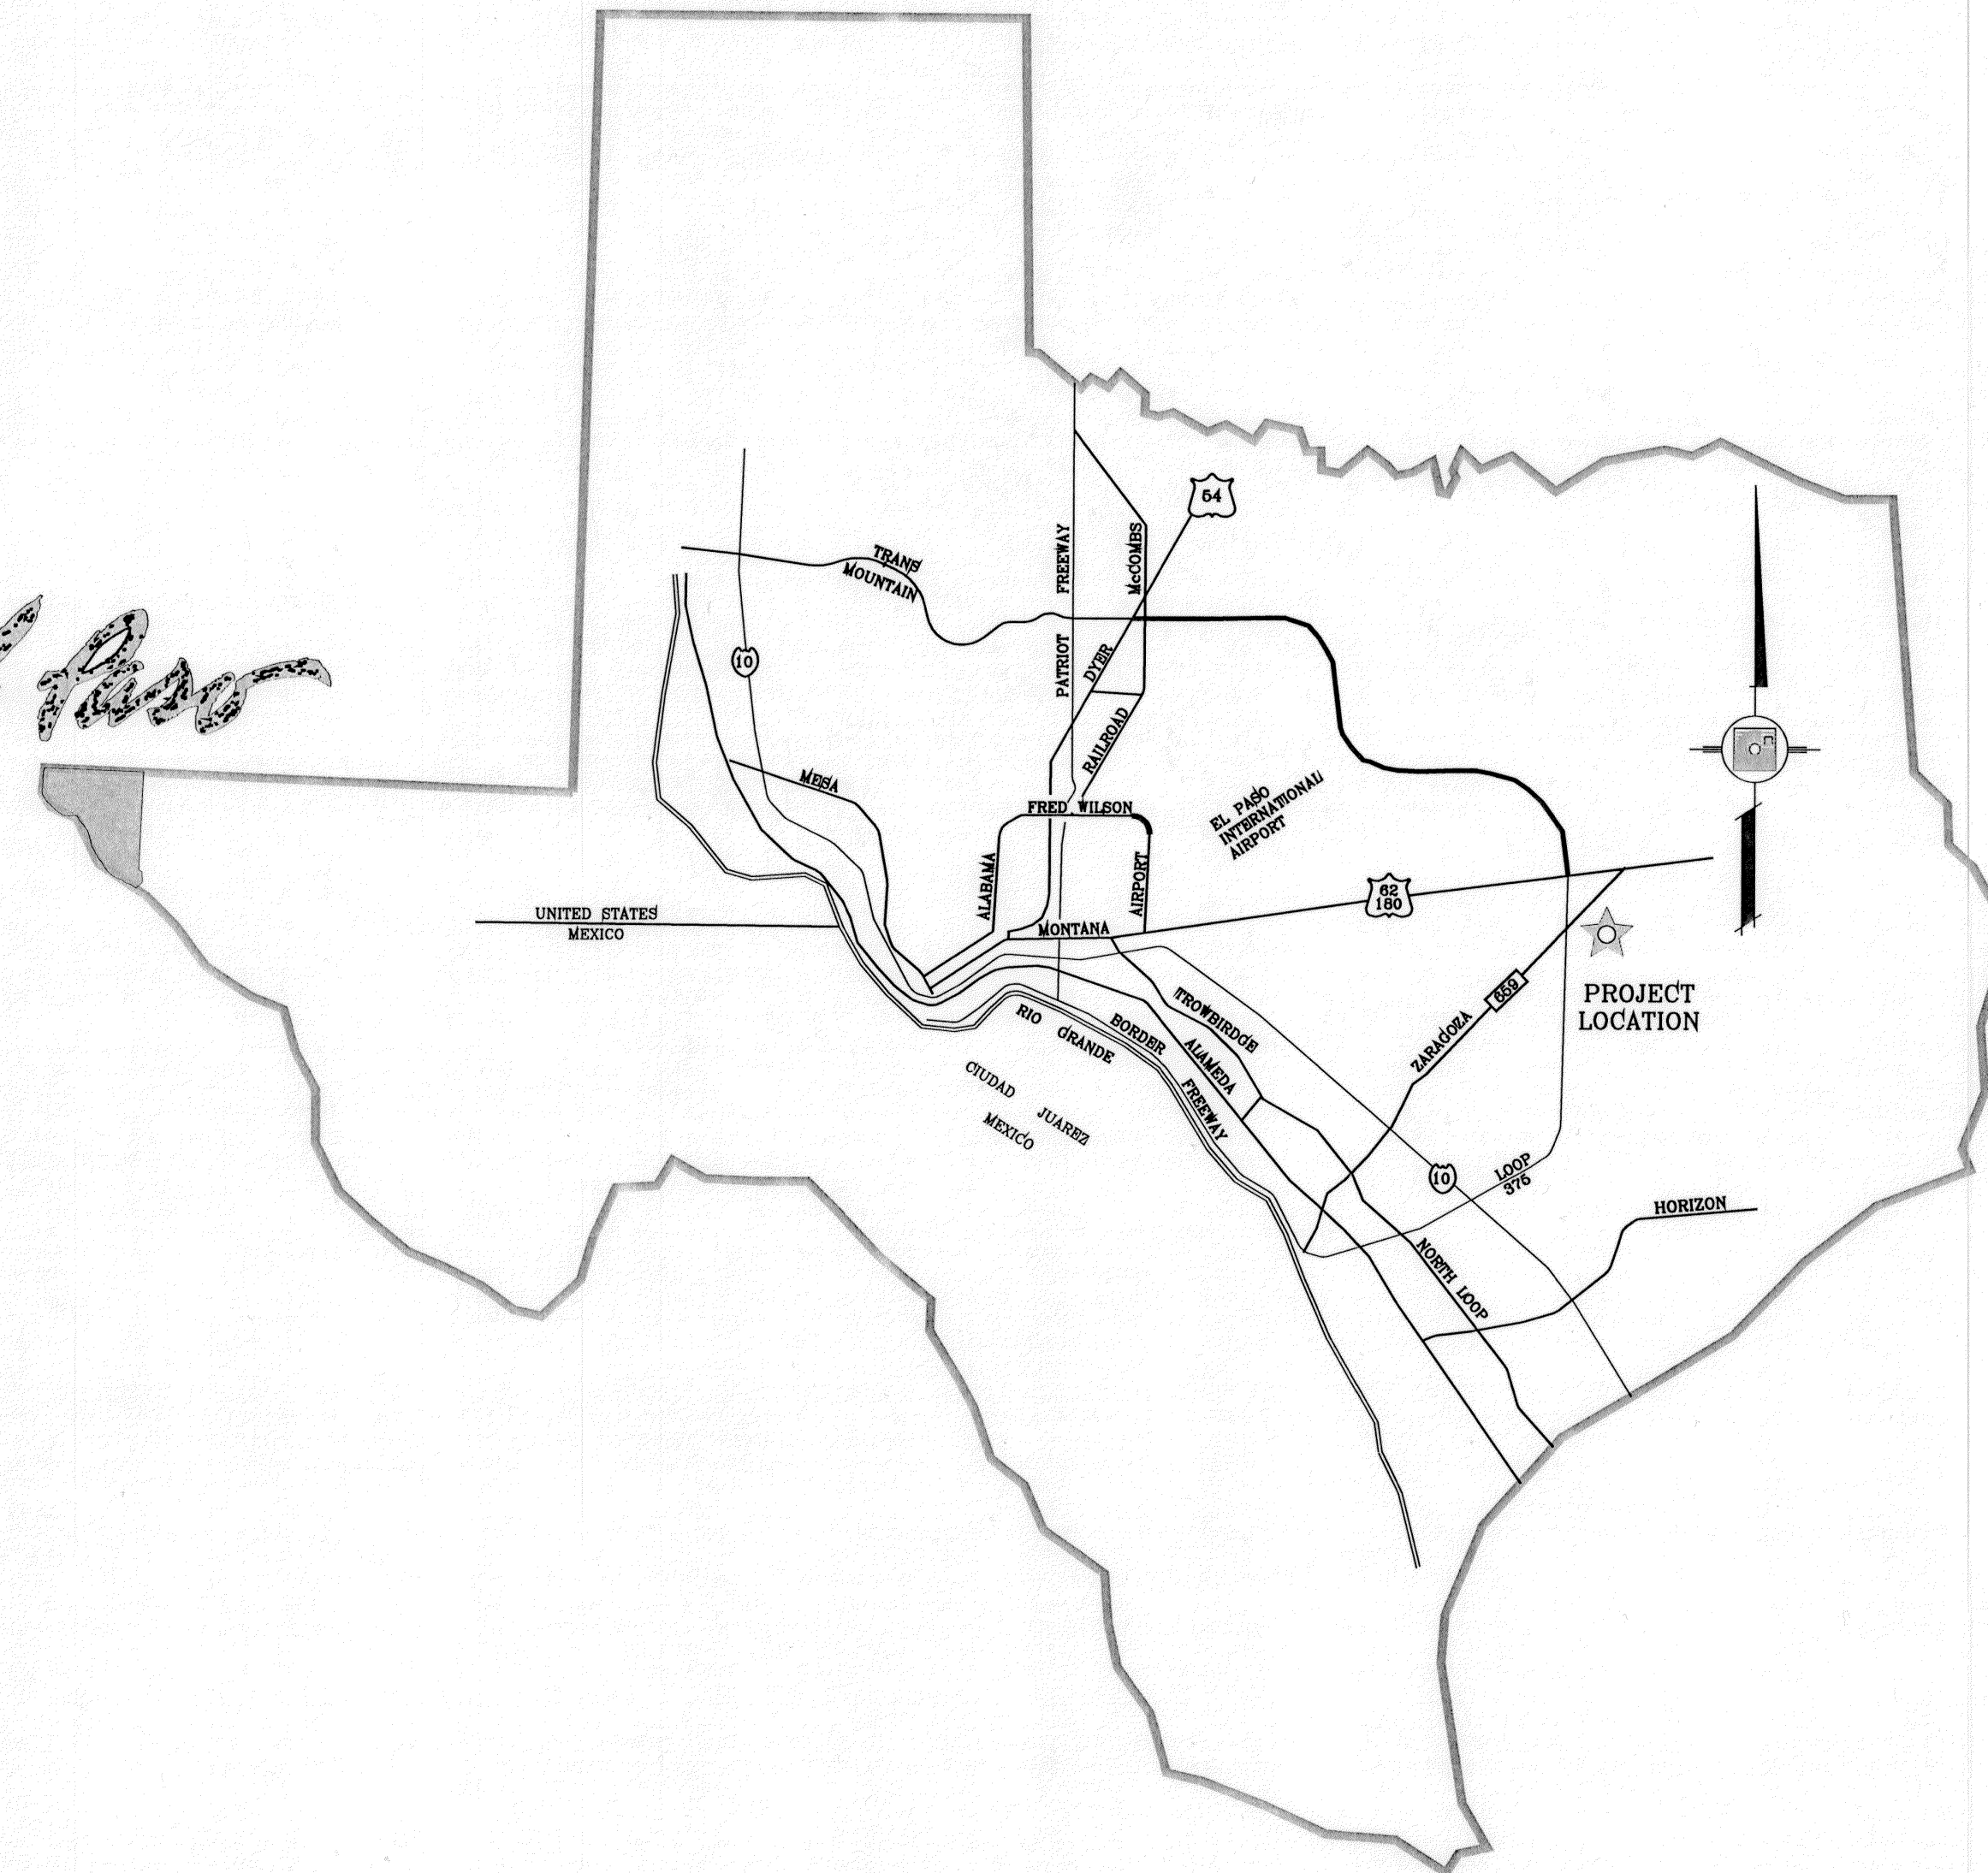 54
FREEWAY
McCOMBS
TRANS
MOUNTAIN
PATRIOT
DYER
10
Paso
RAILROAD
MESA
FRED WILSON
EL PASO
INTERNATIONAL
AIRPORT
ALABAMA
AIRPORT
62
180
UNITED STATES
MEXICO
MONTANA
659
PROJECT
LOCATION
TROWBIRDGE
ZARAGOZA
RIO GRANDE
BORDER
FREEWAY
ALAMEDA
CIUDAD JUAREZ
MEXICO
10
LOOP
375
HORIZON
NORTH LOOP